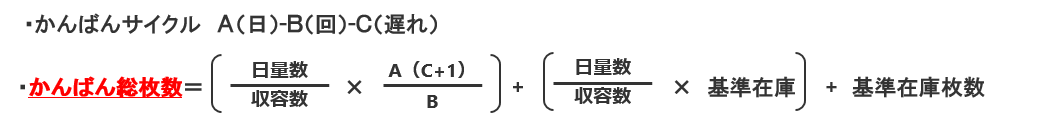 ・かんばんサイクル A(日)-B(回)-C(遅れ)
・かんばん総枚数＝( 日量数/収容数 × A（C+1）/B ) + ( 日量数/収容数 × 基準在庫 ) + 基準在庫枚数